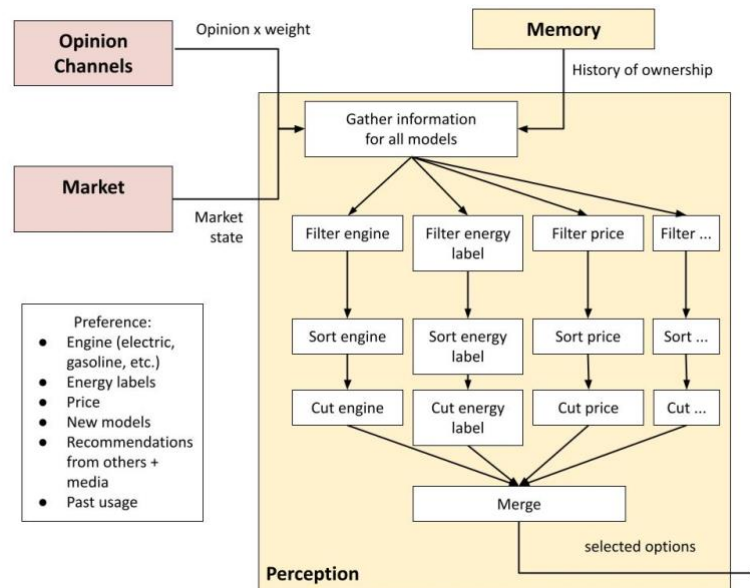 Opinion
Channels
Opinion x weight
Memory
History of ownership
Gather information
for all models
Market
Market
state
Filter engine
Filter energy
label
Filter price
Filter ...
Preference:
● Engine (electric,
gasoline, etc.)
● Energy labels
● Price
● New models
● Recommendations
from others +
media
● Past usage
Sort engine
Sort energy
label
Sort price
Sort ...
Cut engine
Cut energy
label
Cut price
Cut ...
Merge
selected options
Perception